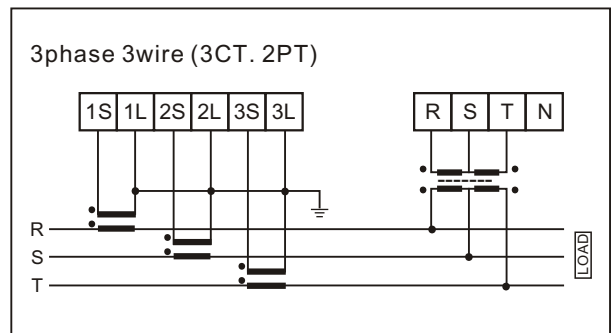 3phase 3wire (3CT. 2PT)
1S 1L 2S 2L 3S 3L
R S T N
R
S
T
LOAD